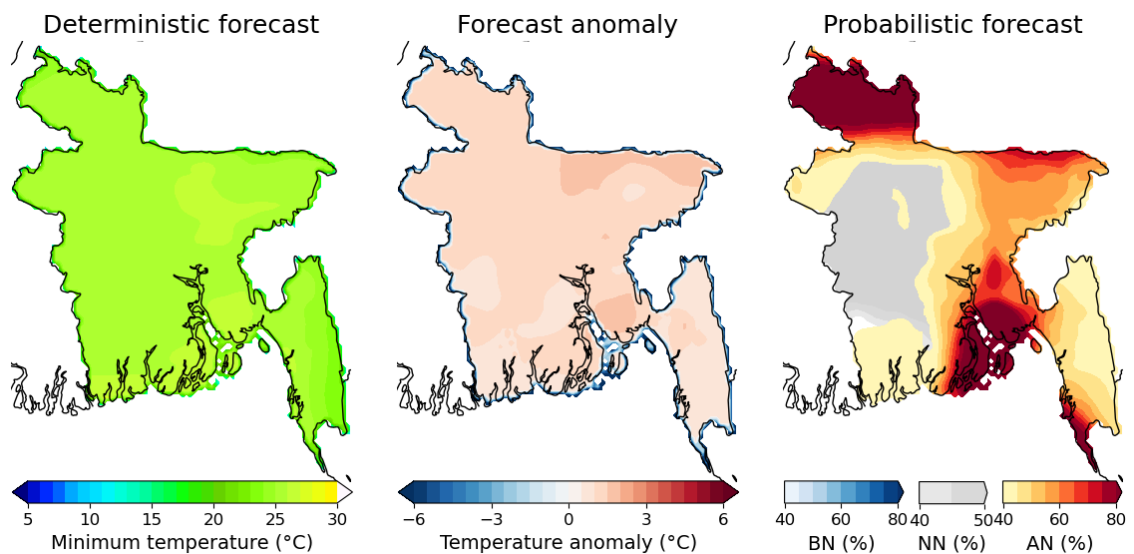 Deterministic forecast
Forecast anomaly
Probabilistic forecast
5 10 15 20 25 30
Minimum temperature (°C)
−6 −3 0 3 6
Temperature anomaly (°C)
40 60 80
BN (%)
40 50
NN (%)
40 60 80
AN (%)